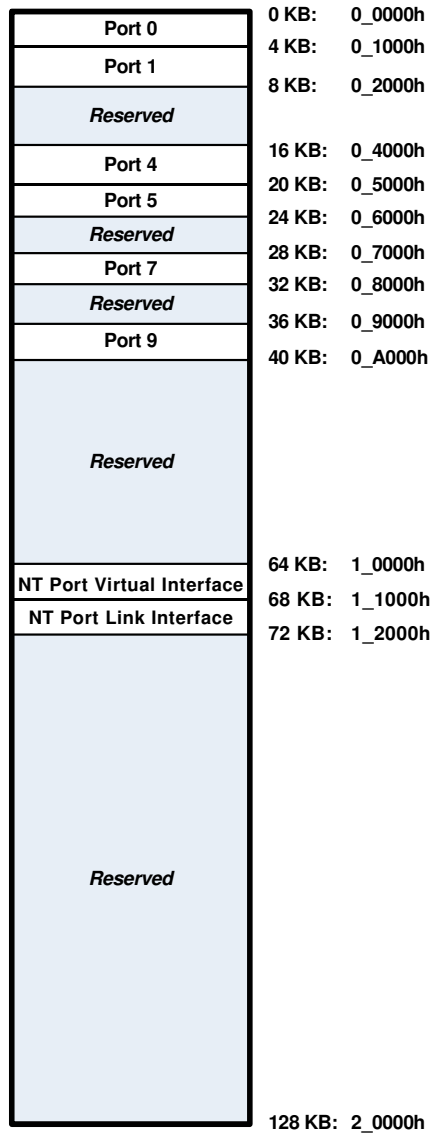 0 KB: 0_0000h
Port 0
4 KB: 0_1000h
Port 1
8 KB: 0_2000h
Reserved
16 KB: 0_4000h
Port 4
20 KB: 0_5000h
Port 5
24 KB: 0_6000h
Reserved
28 KB: 0_7000h
Port 7
32 KB: 0_8000h
Reserved
36 KB: 0_9000h
Port 9
40 KB: 0_A000h
Reserved
64 KB: 1_0000h
NT Port Virtual Interface
68 KB: 1_1000h
NT Port Link Interface
72 KB: 1_2000h
Reserved
128 KB: 2_0000h